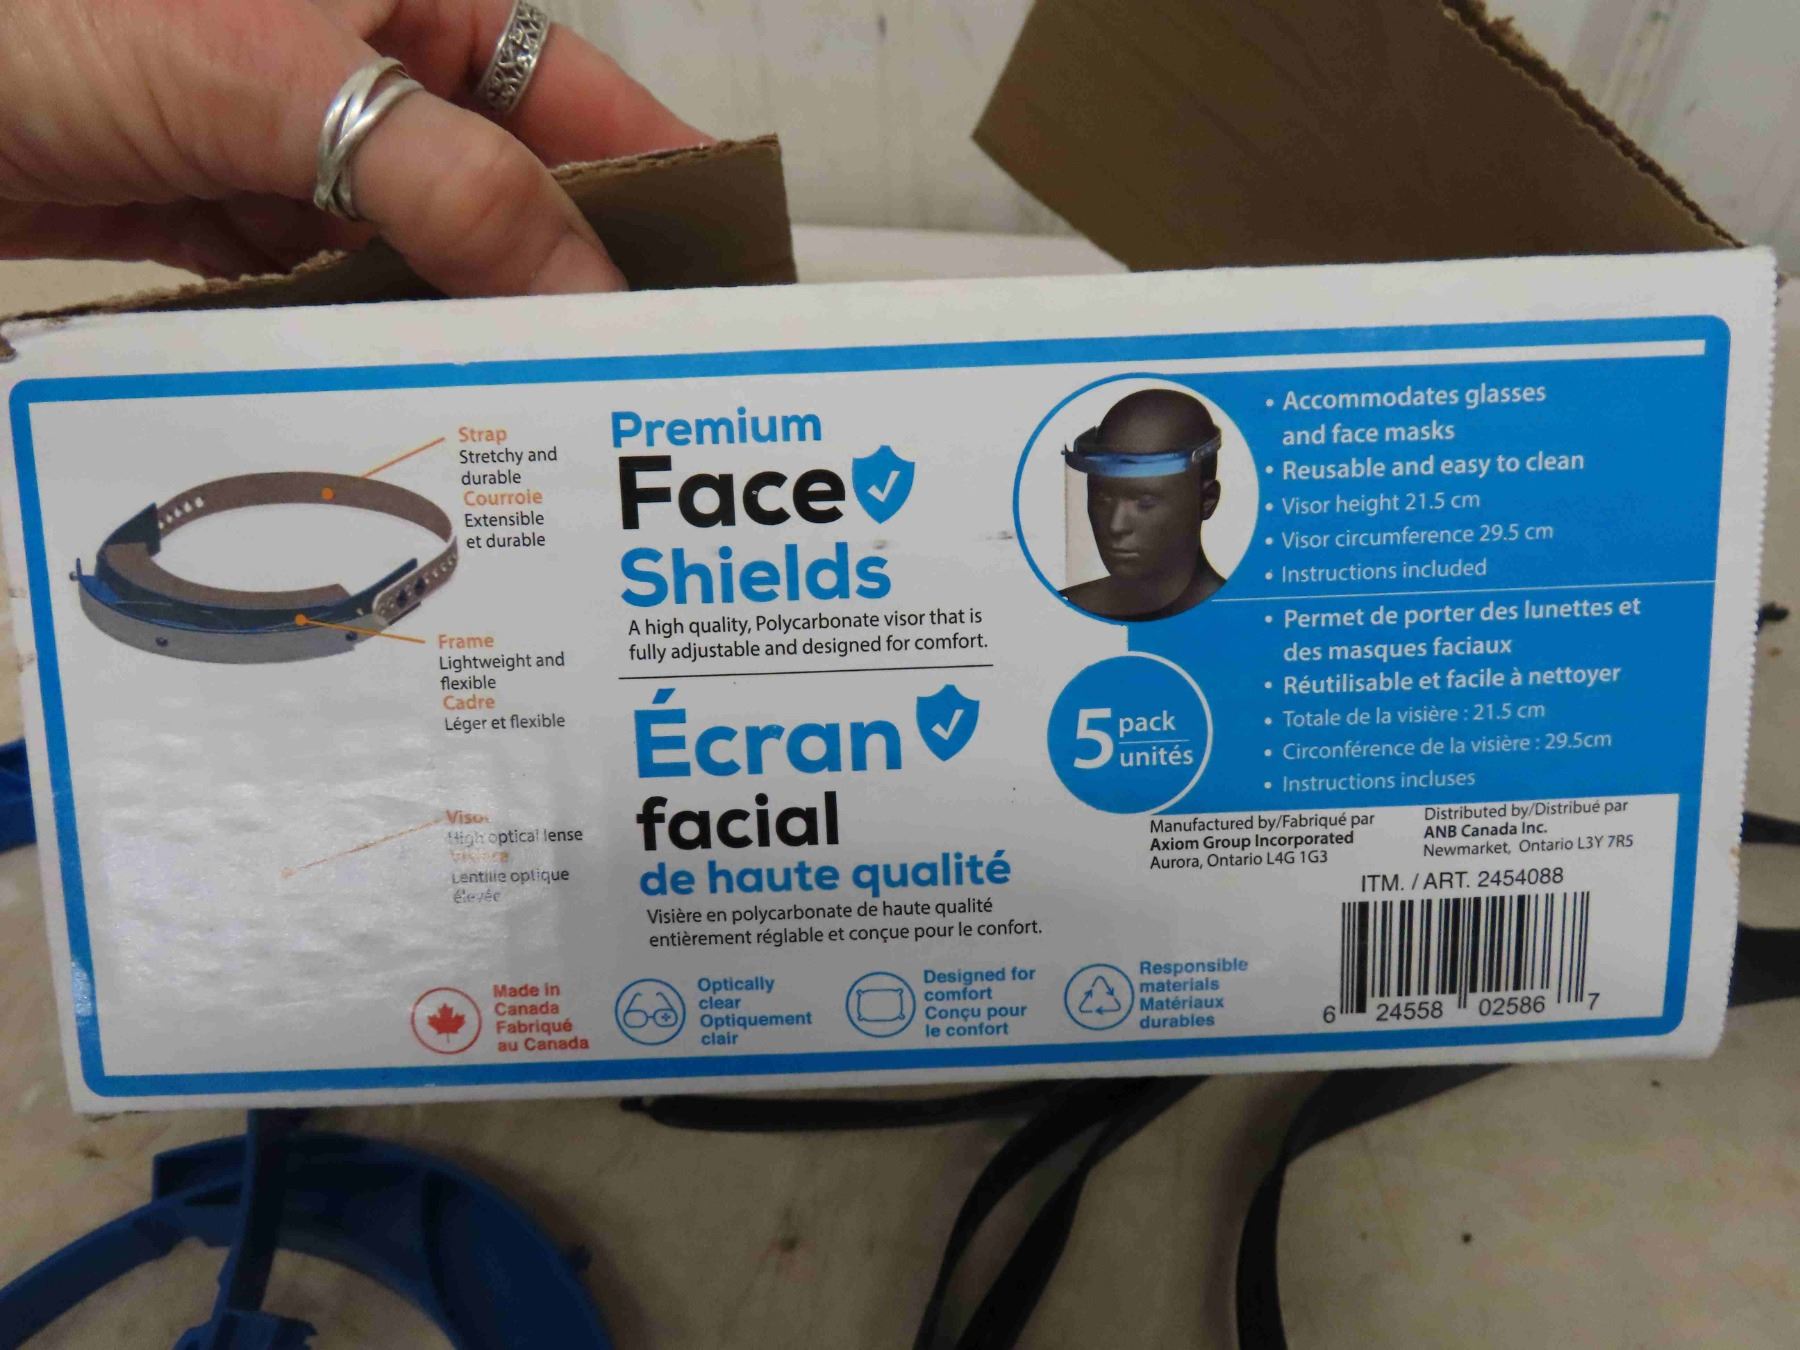 Strap
Stretchy and
durable
Courroie
Extensible
et durable
Frame
Lightweight and
flexible
Cadre
Léger et flexible
Visor
High optical lense
Visière
Lentille optique
élevée
Premium
Face
Shields
A high quality, Polycarbonate visor that is
fully adjustable and designed for comfort.
Écran
facial
de haute qualité
Visière en polycarbonate de haute qualité
entièrement réglable et conçue pour le confort.
5 pack
unités
• Accommodates glasses
and face masks
• Reusable and easy to clean
• Visor height 21.5 cm
• Visor circumference 29.5 cm
• Instructions included
• Permet de porter des lunettes et
des masques faciaux
• Réutilisable et facile à nettoyer
• Totale de la visière : 21.5 cm
• Circonférence de la visière : 29.5cm
• Instructions incluses
Manufactured by/Fabriqué par
Axiom Group Incorporated
Aurora, Ontario L4G 1G3
Distributed by/Distribué par
ANB Canada Inc.
Newmarket, Ontario L3Y 7R5
ITM. / ART. 2454088
6 24558 02586 7
Made in
Canada
Fabriqué
au Canada
Optically
clear
Optiquement
clair
Designed for
comfort
Conçu pour
le confort
Responsible
materials
Matériaux
durables